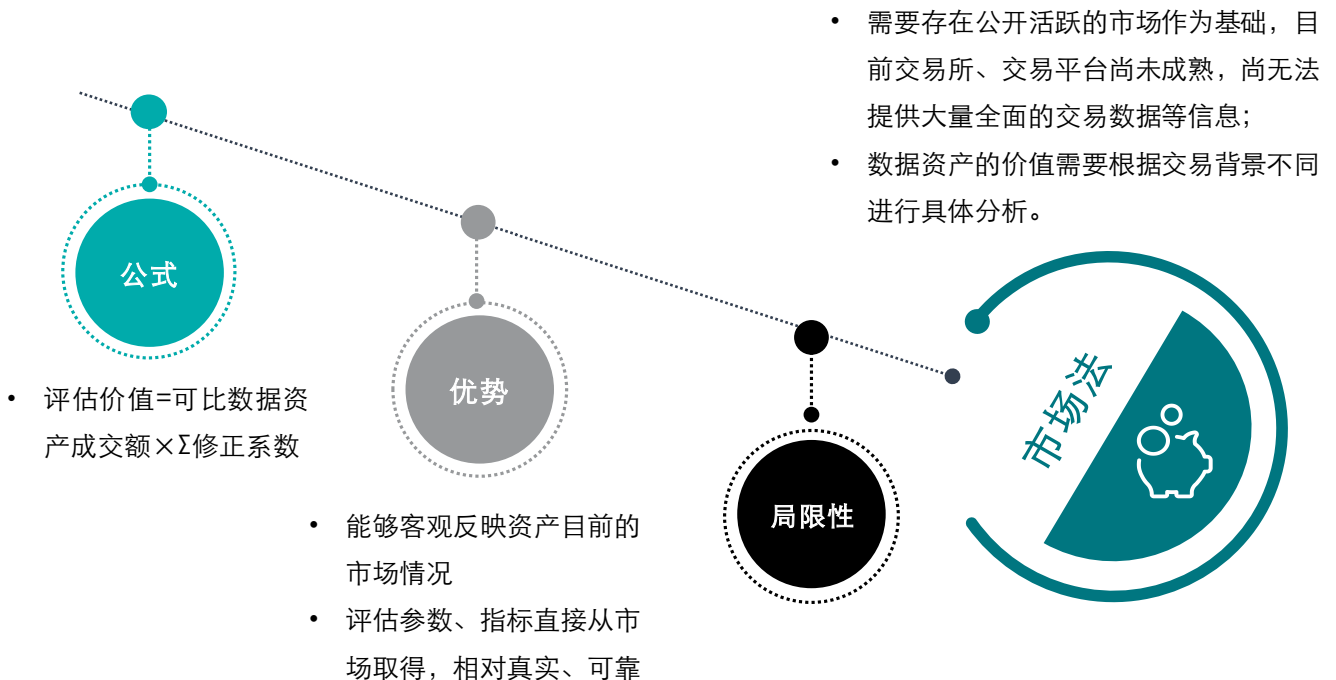 公式
• 评估价值=可比数据资
产成交额×Σ修正系数
优势
• 能够客观反映资产目前的
市场情况
• 评估参数、指标直接从市
场取得，相对真实、可靠
局限性
• 需要存在公开活跃的市场作为基础，目
前交易所、交易平台尚未成熟，尚无法
提供大量全面的交易数据等信息；
• 数据资产的价值需要根据交易背景不同
进行具体分析。
市场法